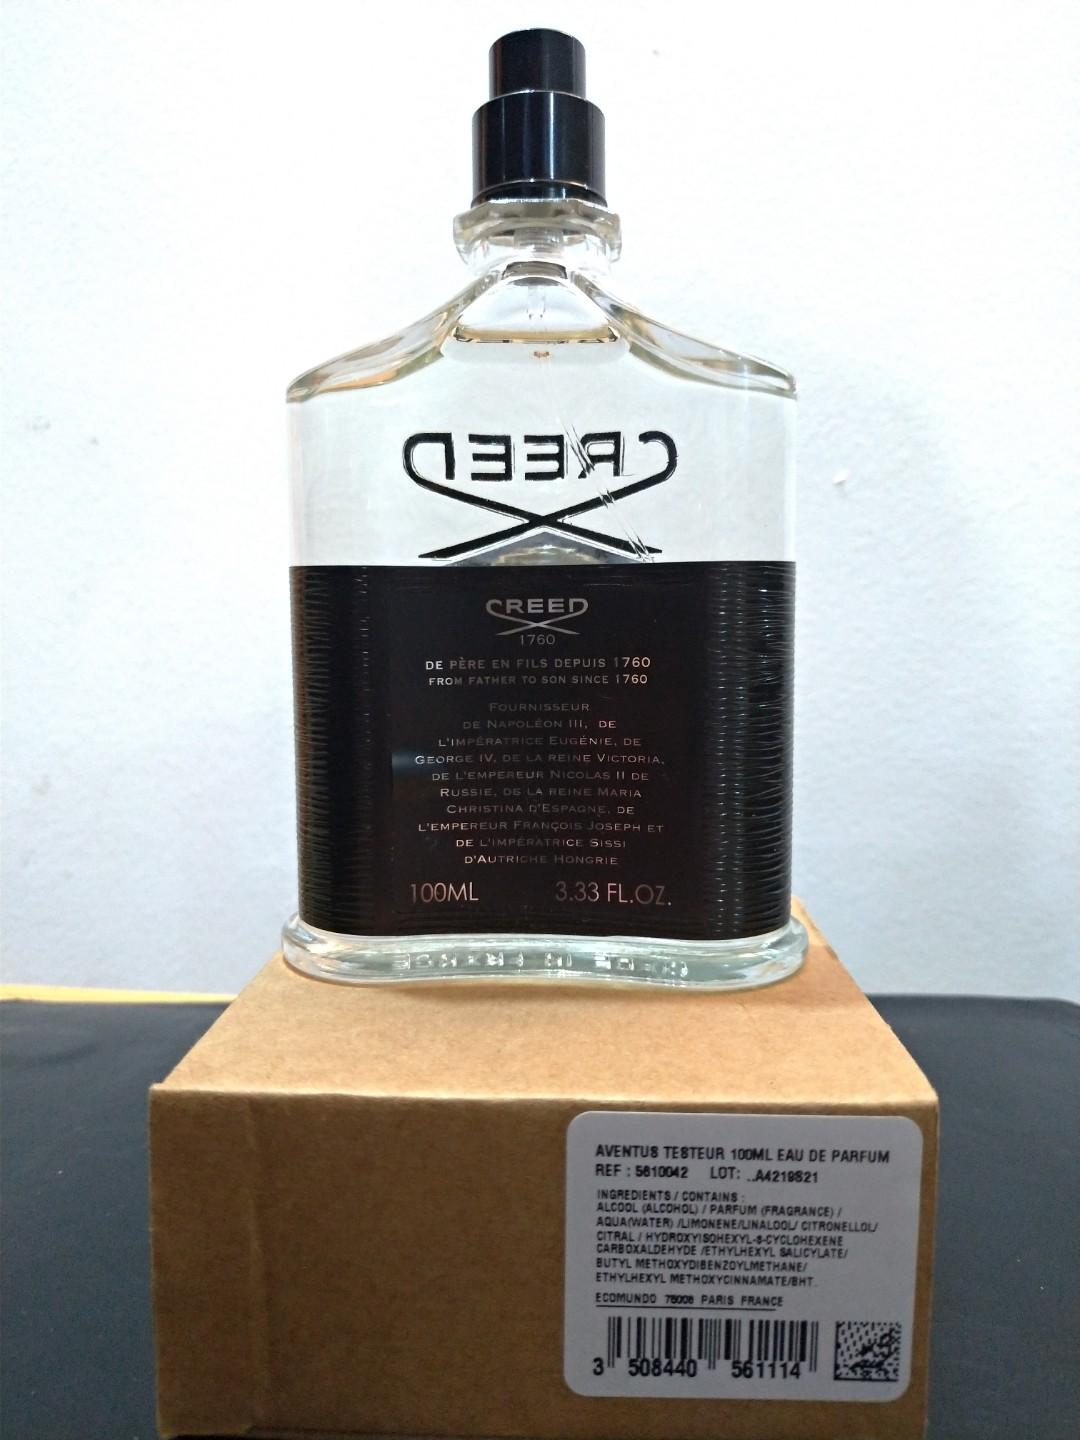 CREED
CREED
1760
DE PÈRE EN FILS DEPUIS 1760
FROM FATHER TO SON SINCE 1760
FOURNISSEUR
DE NAPOLÉON III, DE
L'IMPÉRATRICE EUGÉNIE, DE
GEORGE IV, DE LA REINE VICTORIA,
DE L'EMPEREUR NICOLAS II DE
RUSSIE, DE LA REINE MARIA
CHRISTINA D'ESPAGNE, DE
L'EMPEREUR FRANÇOIS JOSEPH ET
DE L'IMPÉRATRICE SISSI
D'AUTRICHE HONGRIE
100ML 3.33 FL.OZ.
AVENTUS TESTEUR 100ML EAU DE PARFUM
REF : 5610042 LOT: ..A4219S21
INGREDIENTS / CONTAINS :
ALCOOL (ALCOHOL) / PARFUM (FRAGRANCE) /
AQUA(WATER) /LIMONENE/LINALOOL/ CITRONELLOL/
CITRAL / HYDROXYISOHEXYL-3-CYCLOHEXENE
CARBOXALDEHYDE /ETHYLHEXYL SALICYLATE/
BUTYL METHOXYDIBENZOYLMETHANE/
ETHYLHEXYL METHOXYCINNAMATE/BHT.
ECOMUNDO 75008 PARIS FRANCE
3 508440 561114